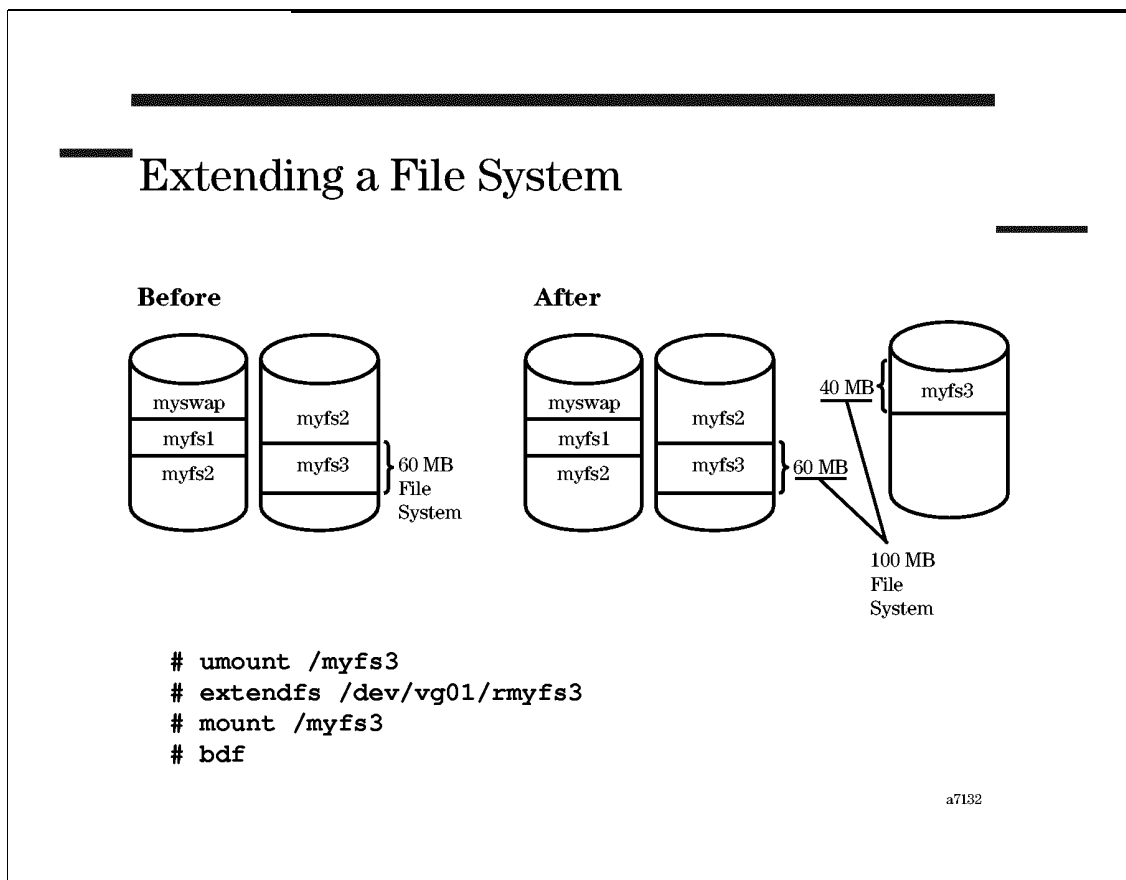 Extending a File System
Before
After
myswap
myfs1
myfs2
myfs2
myfs3
60 MB
File
System
myswap
myfs1
myfs2
myfs2
myfs3
60 MB
40 MB
myfs3
100 MB
File
System
# umount /myfs3
# extendfs /dev/vg01/rmyfs3
# mount /myfs3
# bdf
a7132